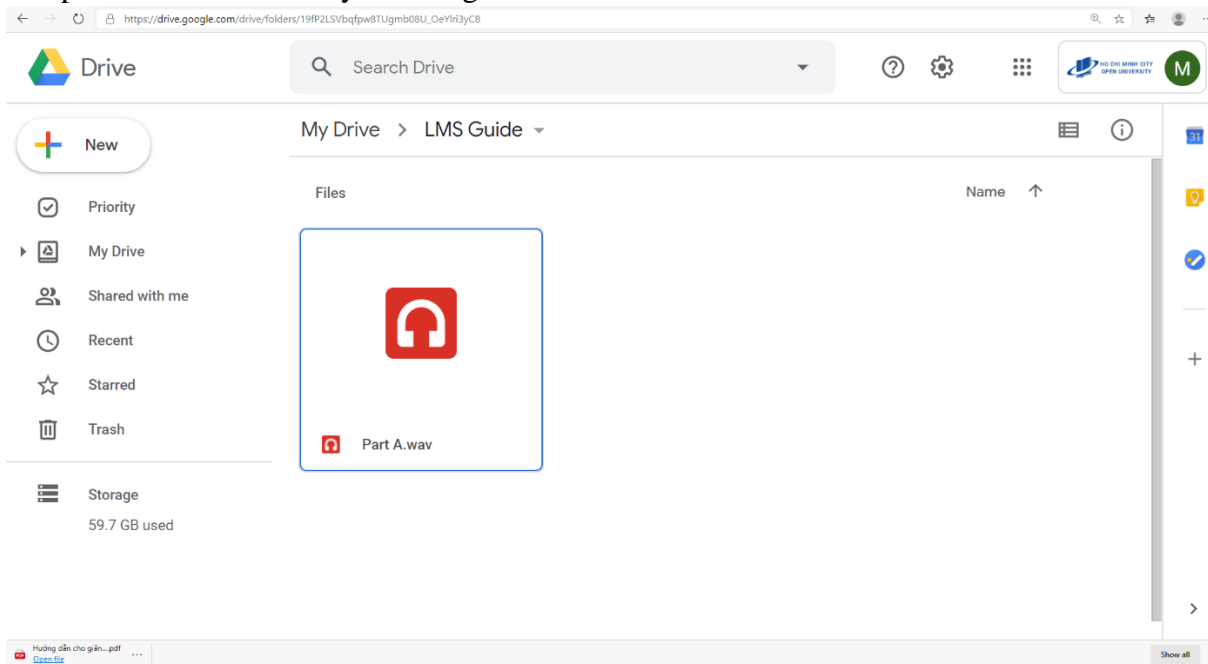 https://drive.google.com/drive/folders/19fP2LSVbqfpw8TUgmb08U_OeYlri3yC8
Drive
Search Drive
HO CHI MINH CITY
OPEN UNIVERSITY
M
New
My Drive > LMS Guide
31
Files
Name
Priority
My Drive
Shared with me
Recent
Starred
Trash
Part A.wav
Storage
59.7 GB used
Hướng dẫn cho giản....pdf
Open file
Show all